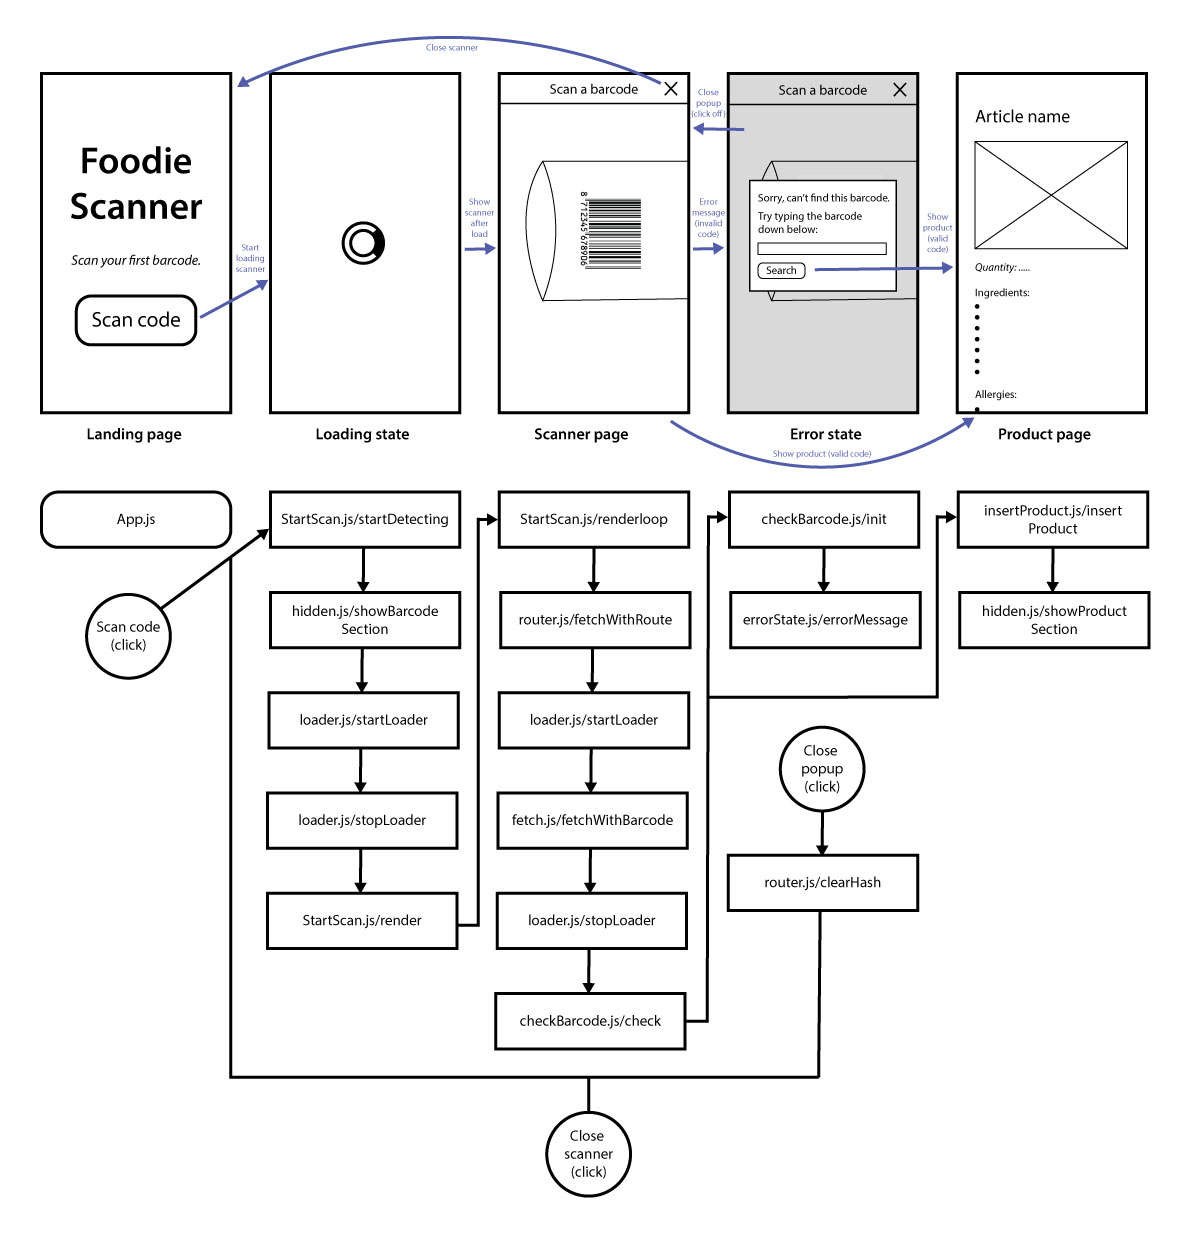 Close scanner
Foodie
Scanner
Scan your first barcode.
Scan code
Landing page
Start
loading
scanner
Loading state
Show
scanner
after
load
Scan a barcode
8 712345 678906
Scanner page
Close
popup
(click off)
Error
message
(invalid
code)
Scan a barcode
Sorry, can't find this barcode.
Try typing the barcode
down below:
Search
Error state
Show
product
(valid
code)
Article name
Quantity: .....
Ingredients:
Allergies:
Product page
Show product (valid code)
App.js
Scan code
(click)
StartScan.js/startDetecting
hidden.js/showBarcode
Section
loader.js/startLoader
loader.js/stopLoader
StartScan.js/render
StartScan.js/renderloop
router.js/fetchWithRoute
loader.js/startLoader
fetch.js/fetchWithBarcode
loader.js/stopLoader
checkBarcode.js/check
checkBarcode.js/init
errorState.js/errorMessage
insertProduct.js/insert
Product
hidden.js/showProduct
Section
Close
popup
(click)
router.js/clearHash
Close
scanner
(click)